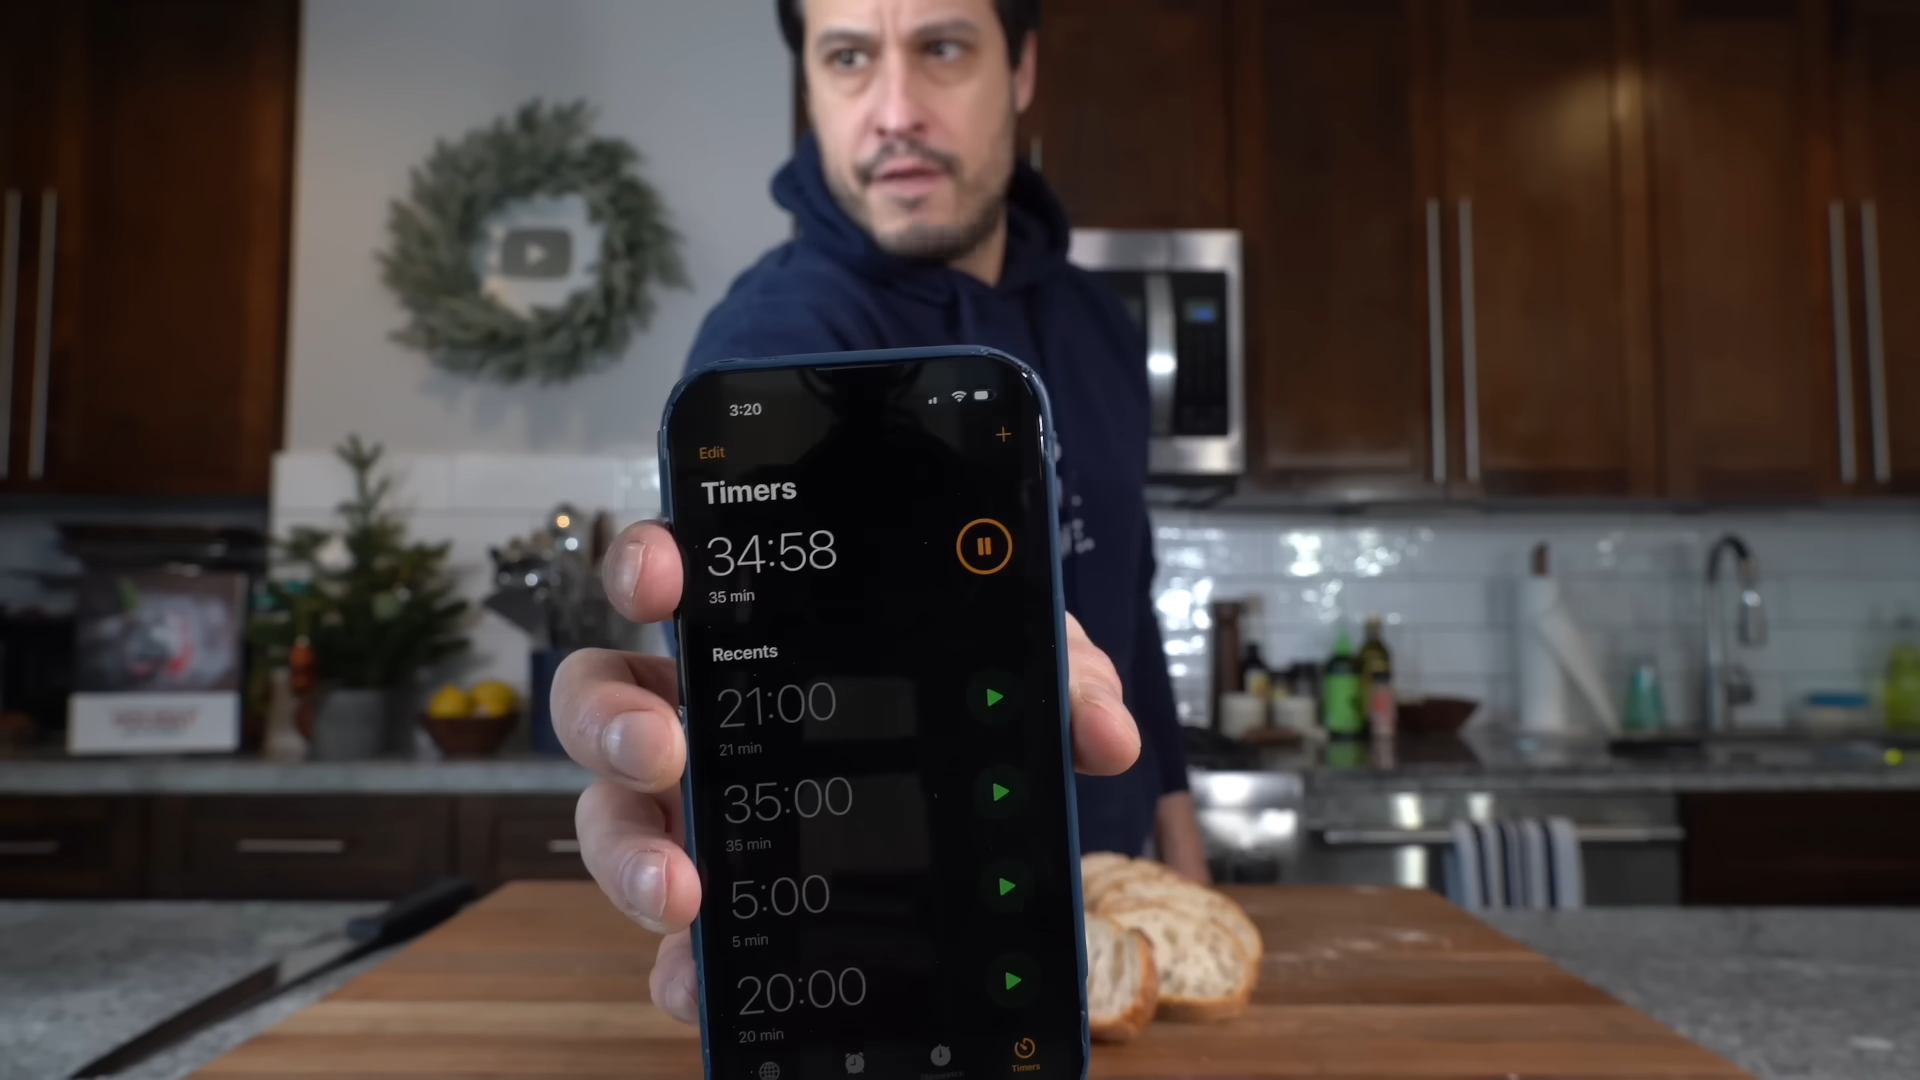 3:20
Edit
+
Timers
34:58
35 min
Recents
21:00
21 min
35:00
35 min
5:00
5 min
20:00
20 min
Timers